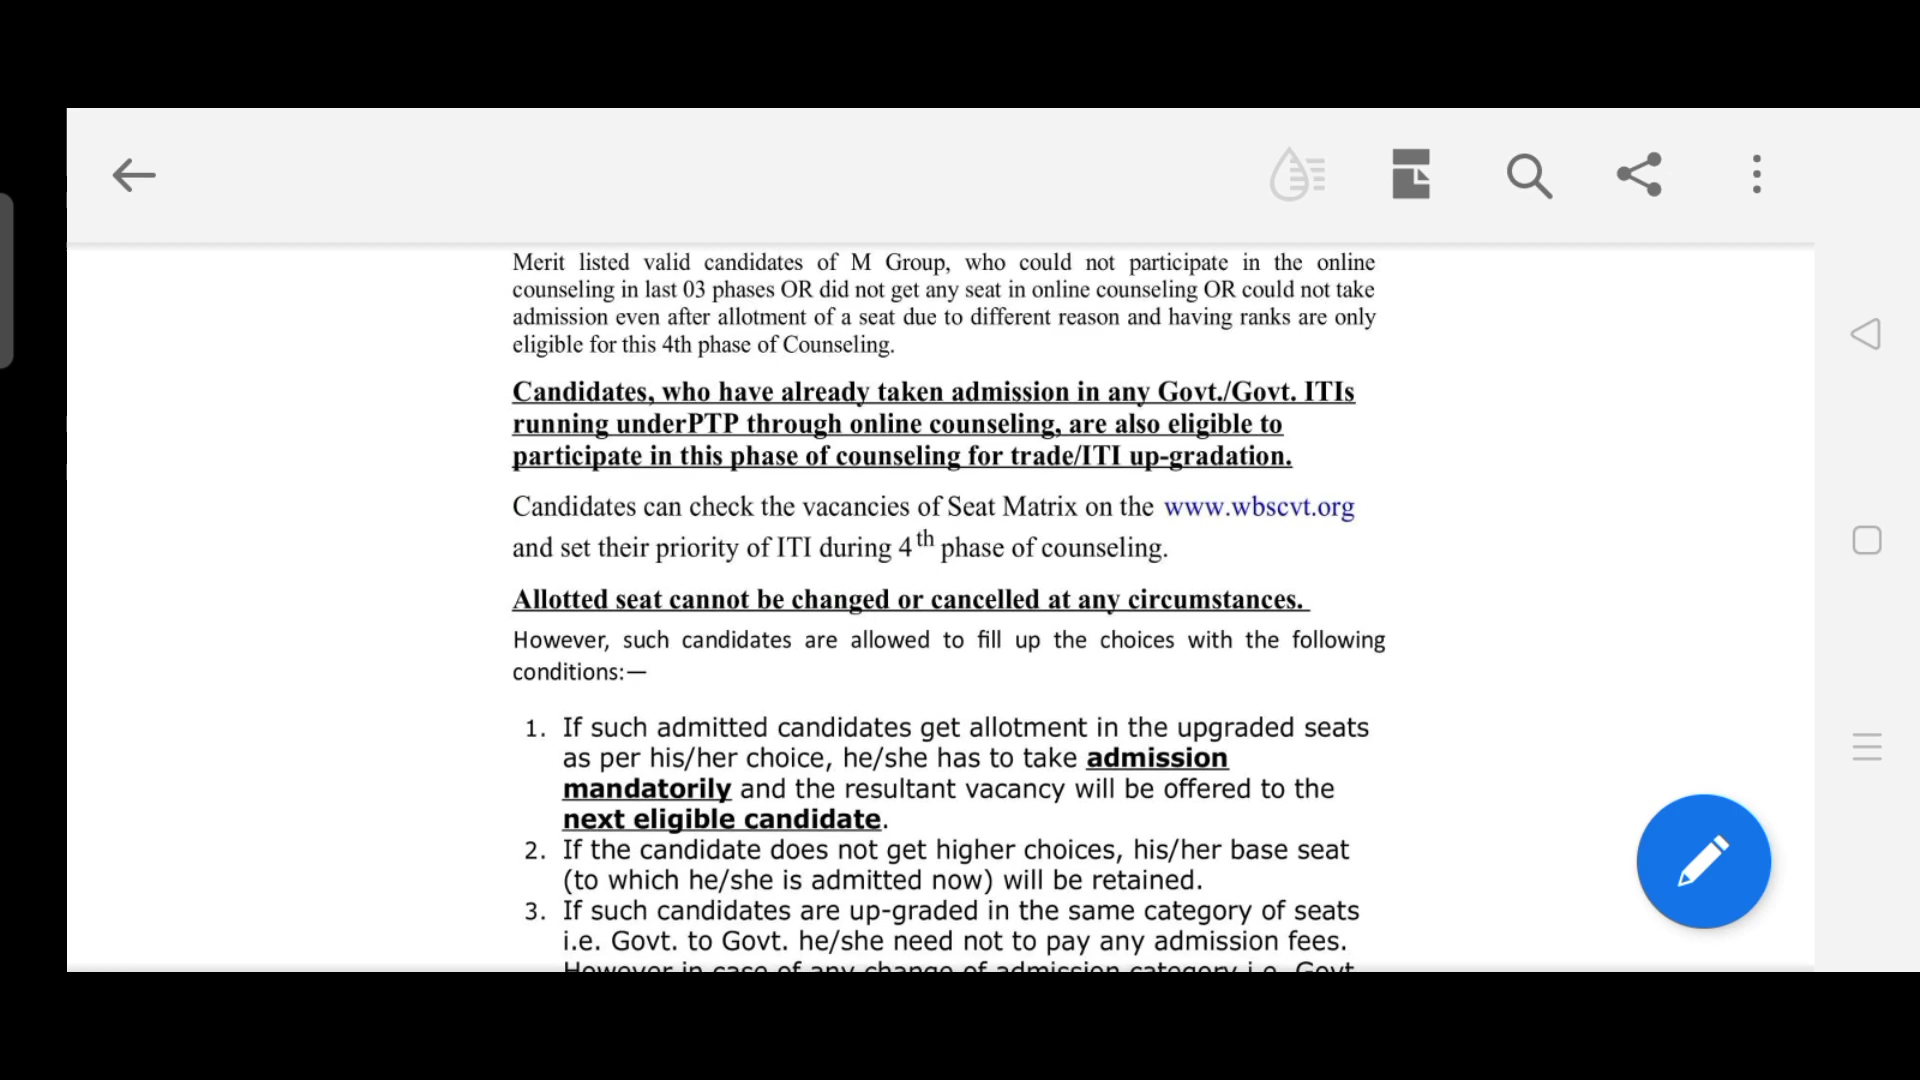 Merit listed valid candidates of M Group, who could not participate in the online
counseling in last 03 phases OR did not get any seat in online counseling OR could not take
admission even after allotment of a seat due to different reason and having ranks are only
eligible for this 4th phase of Counseling.
Candidates, who have already taken admission in any Govt./Govt. ITIs
running underPTP through online counseling, are also eligible to
participate in this phase of counseling for trade/ITI up-gradation.
Candidates can check the vacancies of Seat Matrix on the www.wbscvt.org
and set their priority of ITI during 4th phase of counseling.
Allotted seat cannot be changed or cancelled at any circumstances.
However, such candidates are allowed to fill up the choices with the following
conditions:—
1. If such admitted candidates get allotment in the upgraded seats
as per his/her choice, he/she has to take admission
mandatorily and the resultant vacancy will be offered to the
next eligible candidate.
2. If the candidate does not get higher choices, his/her base seat
(to which he/she is admitted now) will be retained.
3. If such candidates are up-graded in the same category of seats
i.e. Govt. to Govt. he/she need not to pay any admission fees.
However in case of any change of admission category i.e. Govt.